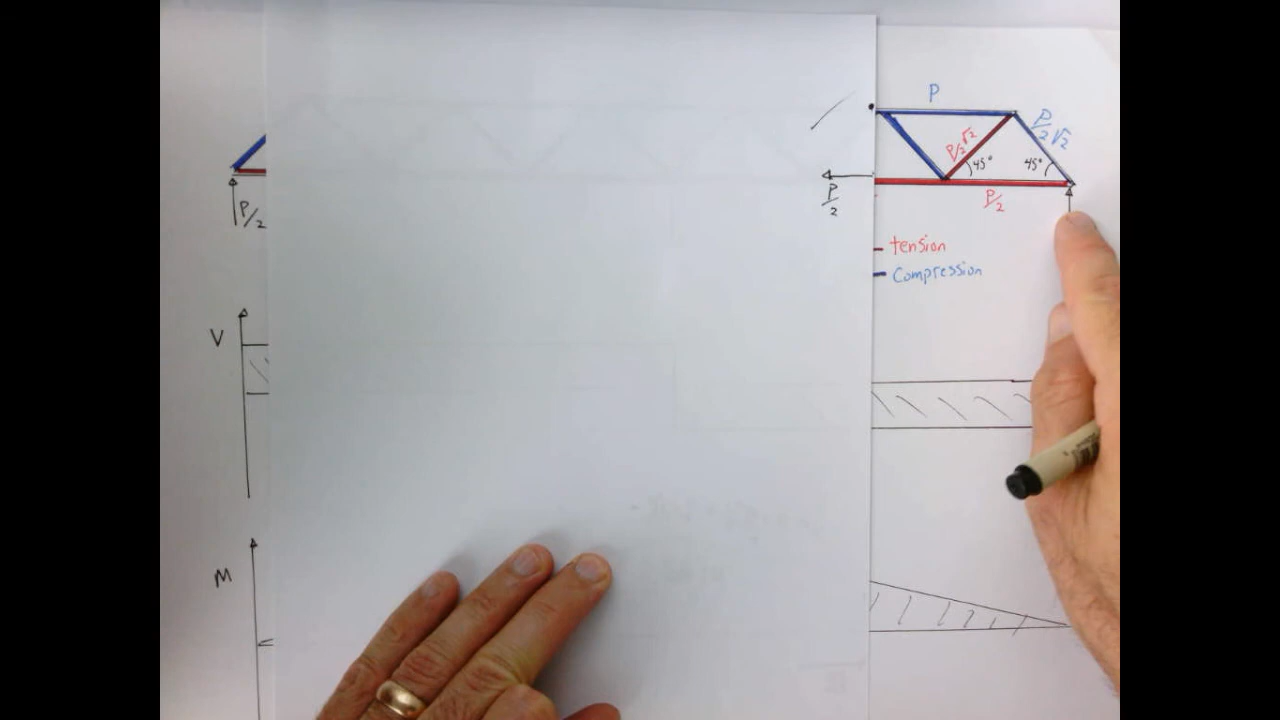 P
P/2 √2
P/2 √2
45°
45°
P/2
P/2
P/2
tension
Compression
V
M